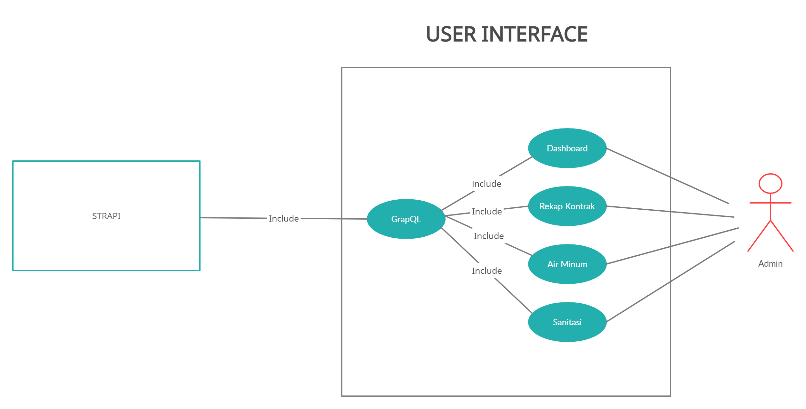 USER INTERFACE
Dashboard
Include
Rekap Kontrak
Include
STRAPI
Include
GrapQL
Include
Air Minum
Admin
Include
Sanitasi